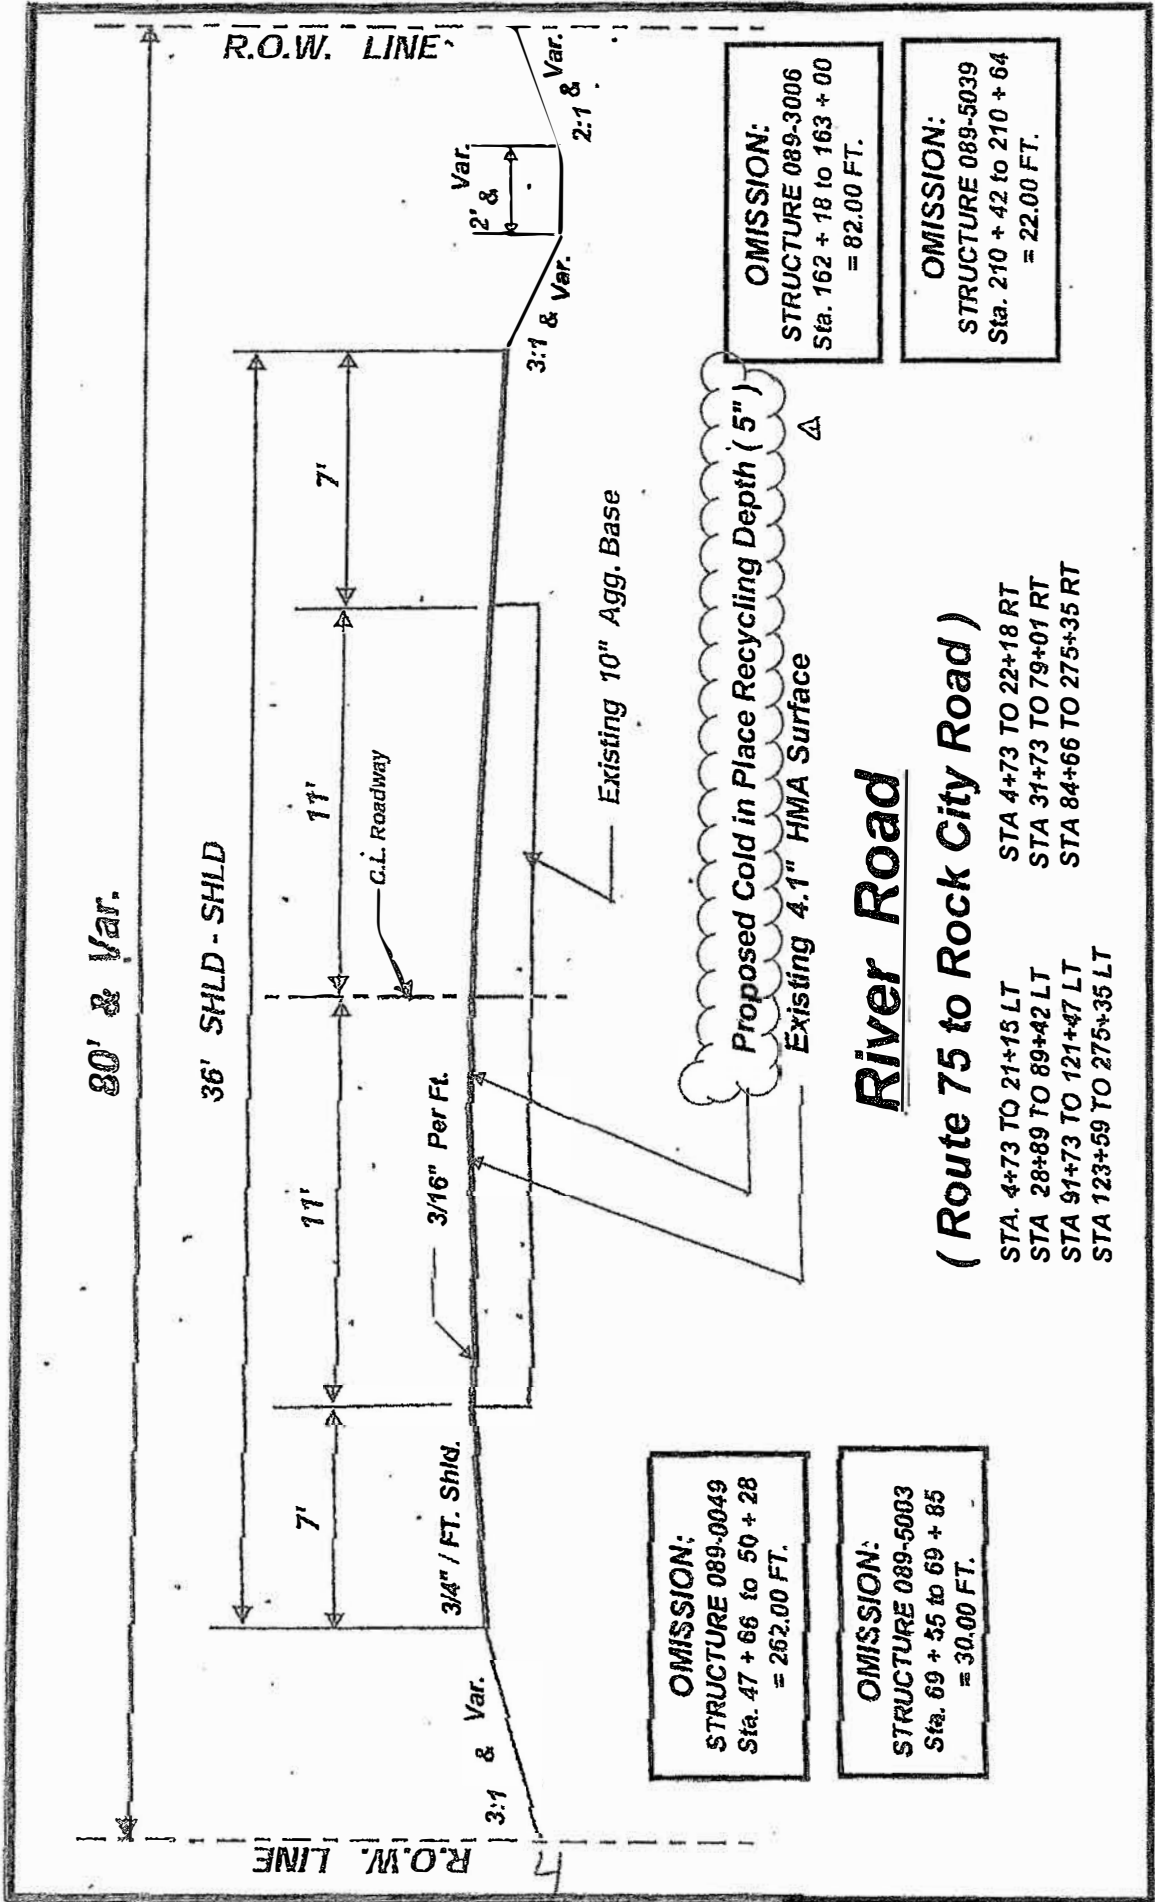 80' & Var.
R.O.W. LINE
R.O.W. LINE
36' SHLD - SHLD
7'
11'
11'
7'
C.L. Roadway
3/4" / FT. Shld.
3/16" Per Ft.
3:1 & Var.
3:1 & Var.
2' & Var.
2:1 & Var.
Existing 10" Agg. Base
Proposed Cold in Place Recycling Depth ( 5" )
Existing 4.1" HMA Surface
OMISSION:
STRUCTURE 089-0049
Sta. 47 + 66 to 50 + 28
= 262.00 FT.
OMISSION:
STRUCTURE 089-5003
Sta. 69 + 55 to 69 + 85
= 30.00 FT.
OMISSION:
STRUCTURE 089-3006
Sta. 162 + 18 to 163 + 00
= 82.00 FT.
OMISSION:
STRUCTURE 089-5039
Sta. 210 + 42 to 210 + 64
= 22.00 FT.
River Road
( Route 75 to Rock City Road )
STA. 4+73 TO 21+15 LT
STA 28+89 TO 89+42 LT
STA 91+73 TO 121+47 LT
STA 123+59 TO 275+35 LT
STA 4+73 TO 22+18 RT
STA 31+73 TO 79+01 RT
STA 84+66 TO 275+35 RT